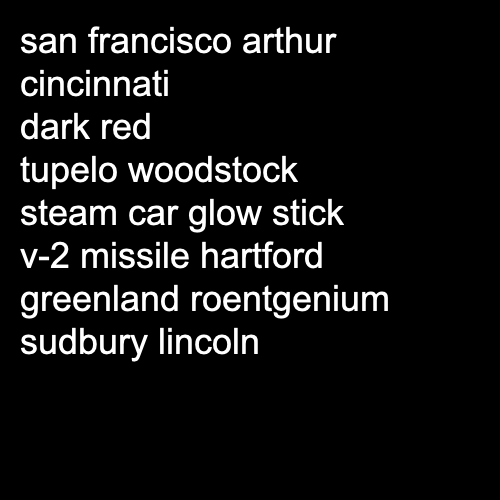 san francisco arthur
cincinnati
dark red
tupelo woodstock
steam car glow stick
v-2 missile hartford
greenland roentgenium
sudbury lincoln